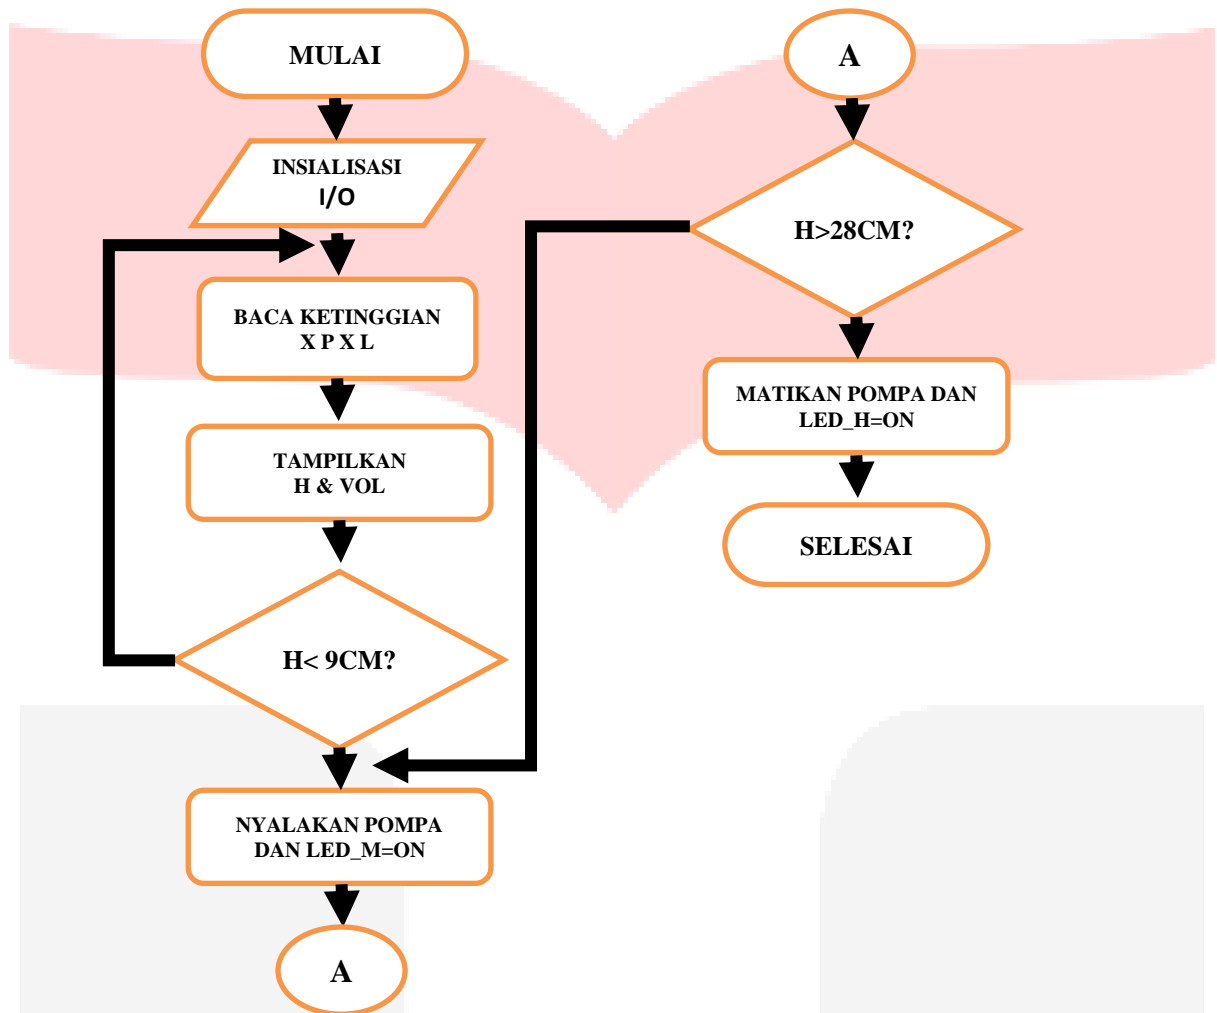 MULAI
INSIALISASI
I/O
BACA KETINGGIAN
X P X L
TAMPILKAN
H & VOL
H< 9CM?
NYALAKAN POMPA
DAN LED_M=ON
A
A
H>28CM?
MATIKAN POMPA DAN
LED_H=ON
SELESAI